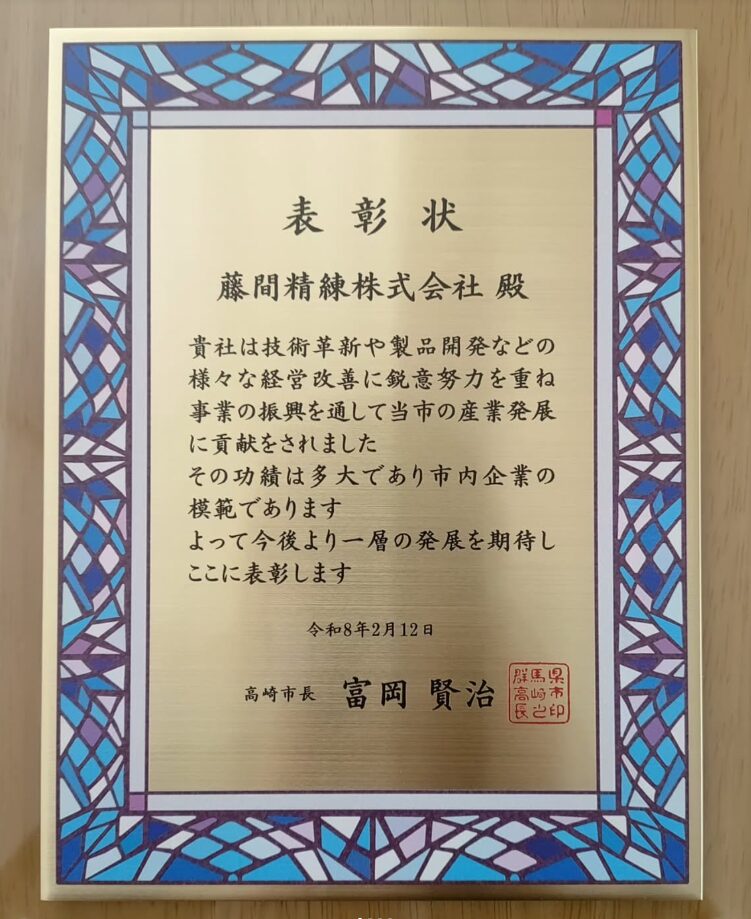 表彰状
藤間精練株式会社 殿
貴社は技術革新や製品開発などの
様々な経営改善に鋭意努力を重ね
事業の振興を通して当市の産業発展
に貢献をされました
その功績は多大であり市内企業の
模範であります
よって今後より一層の発展を期待し
ここに表彰します
令和8年2月12日
高崎市長 富岡 賢治
群馬県
高崎市
長之印